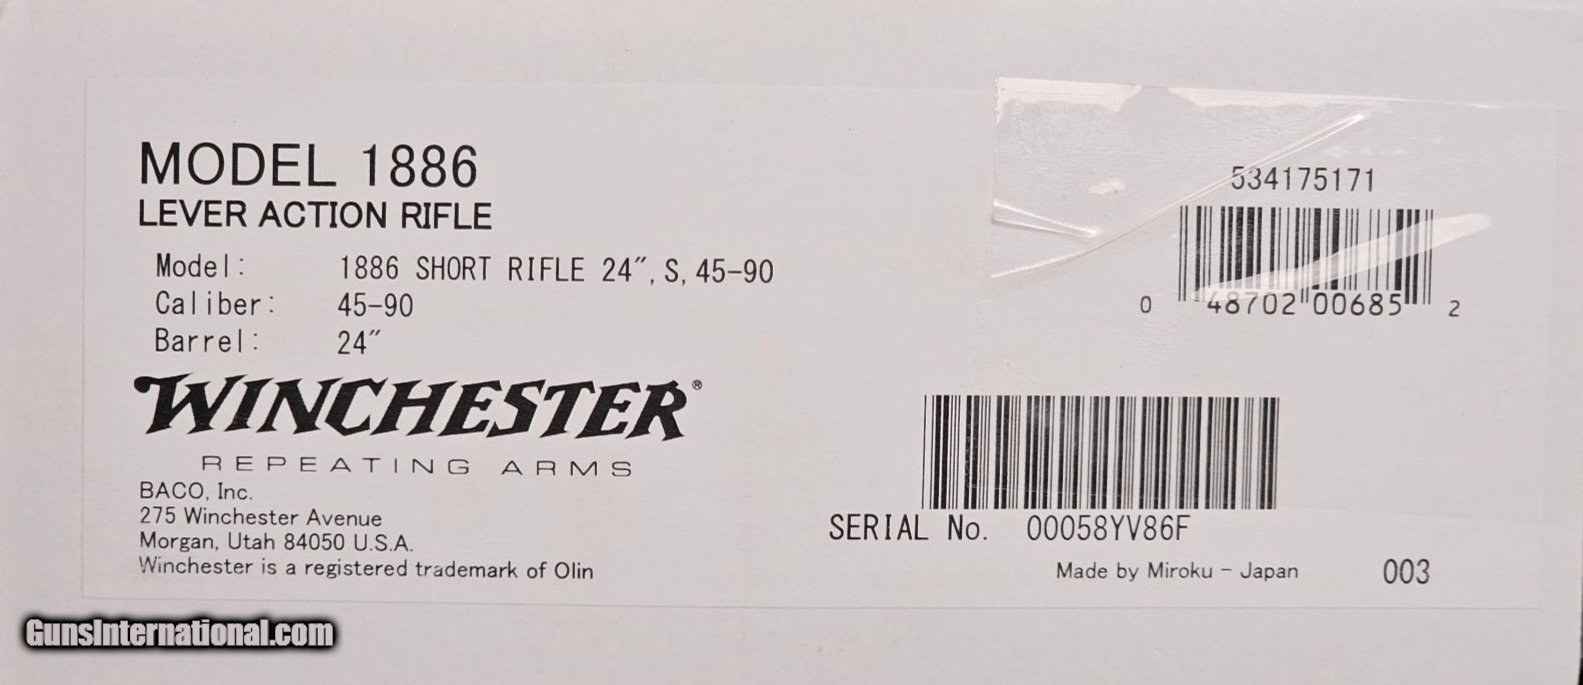 MODEL 1886
LEVER ACTION RIFLE
Model: 1886 SHORT RIFLE 24″, S, 45-90
Caliber: 45-90
Barrel: 24″
WINCHESTER®
REPEATING ARMS
BACO, Inc.
275 Winchester Avenue
Morgan, Utah 84050 U.S.A.
Winchester is a registered trademark of Olin
534175171
0 48702 00685 2
SERIAL No. 00058YV86F
Made by Miroku - Japan 003
GunsInternational.com